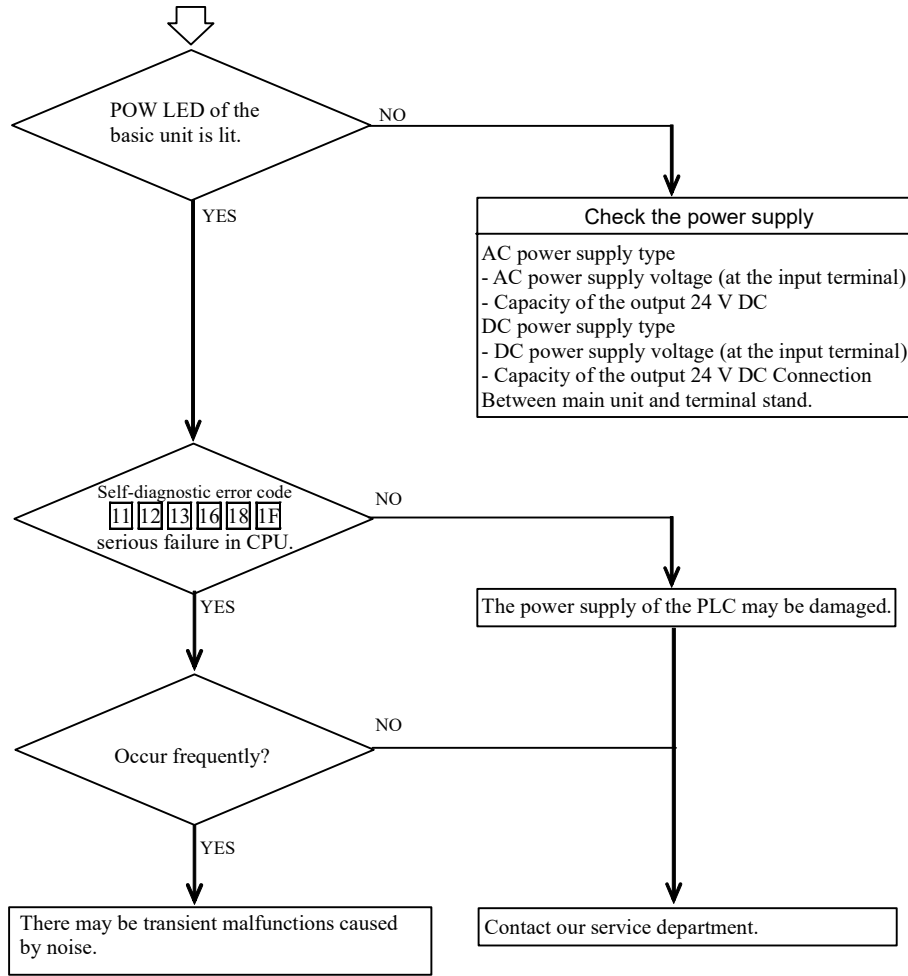 POW LED of the
basic unit is lit.
NO
YES
Check the power supply
AC power supply type
- AC power supply voltage (at the input terminal)
- Capacity of the output 24 V DC
DC power supply type
- DC power supply voltage (at the input terminal)
- Capacity of the output 24 V DC Connection
Between main unit and terminal stand.
Self-diagnostic error code
11 12 13 16 18 1F
serious failure in CPU.
NO
YES
The power supply of the PLC may be damaged.
Occur frequently?
NO
YES
There may be transient malfunctions caused
by noise.
Contact our service department.